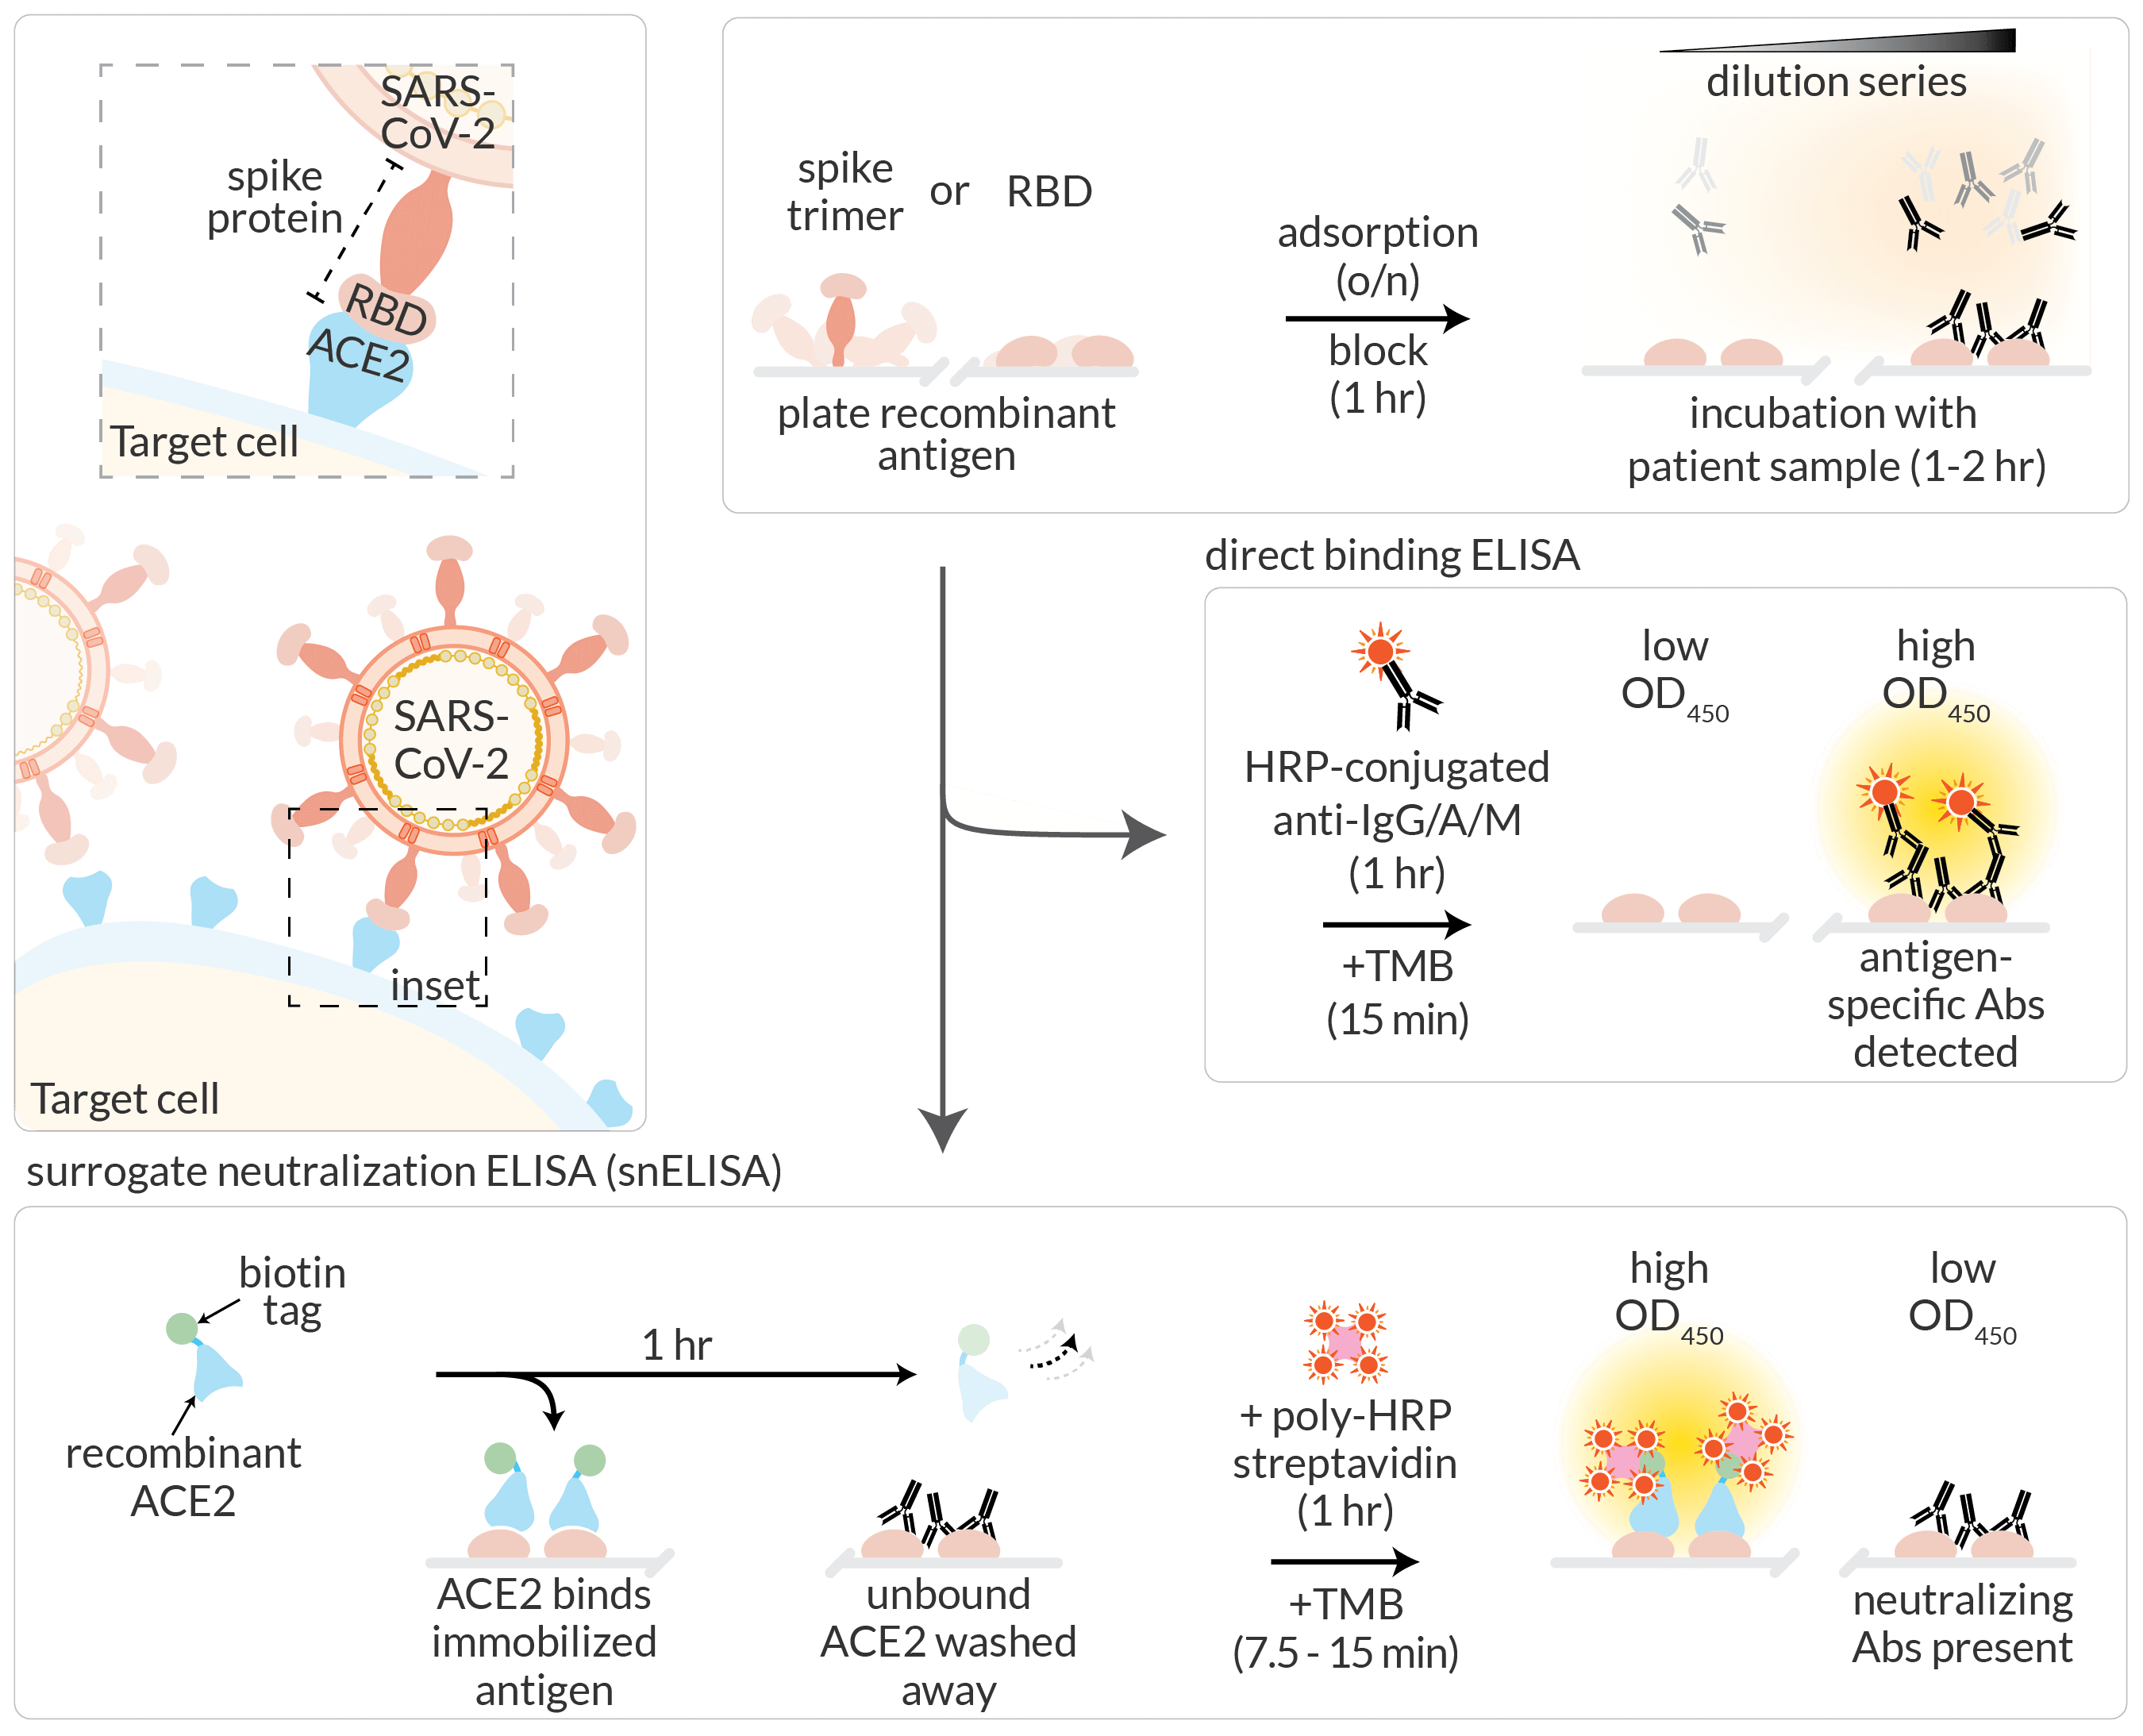 SARS-
CoV-2
spike
protein
RBD
ACE2
Target cell
SARS-
CoV-2
inset
Target cell
spike
trimer
or
RBD
plate recombinant
antigen
adsorption
(o/n)
block
(1 hr)
dilution series
incubation with
patient sample (1-2 hr)
direct binding ELISA
HRP-conjugated
anti-IgG/A/M
(1 hr)
+TMB
(15 min)
low
OD450
high
OD450
antigen-
specific Abs
detected
surrogate neutralization ELISA (snELISA)
biotin
tag
recombinant
ACE2
1 hr
ACE2 binds
immobilized
antigen
unbound
ACE2 washed
away
+ poly-HRP
streptavidin
(1 hr)
+TMB
(7.5 - 15 min)
high
OD450
low
OD450
neutralizing
Abs present